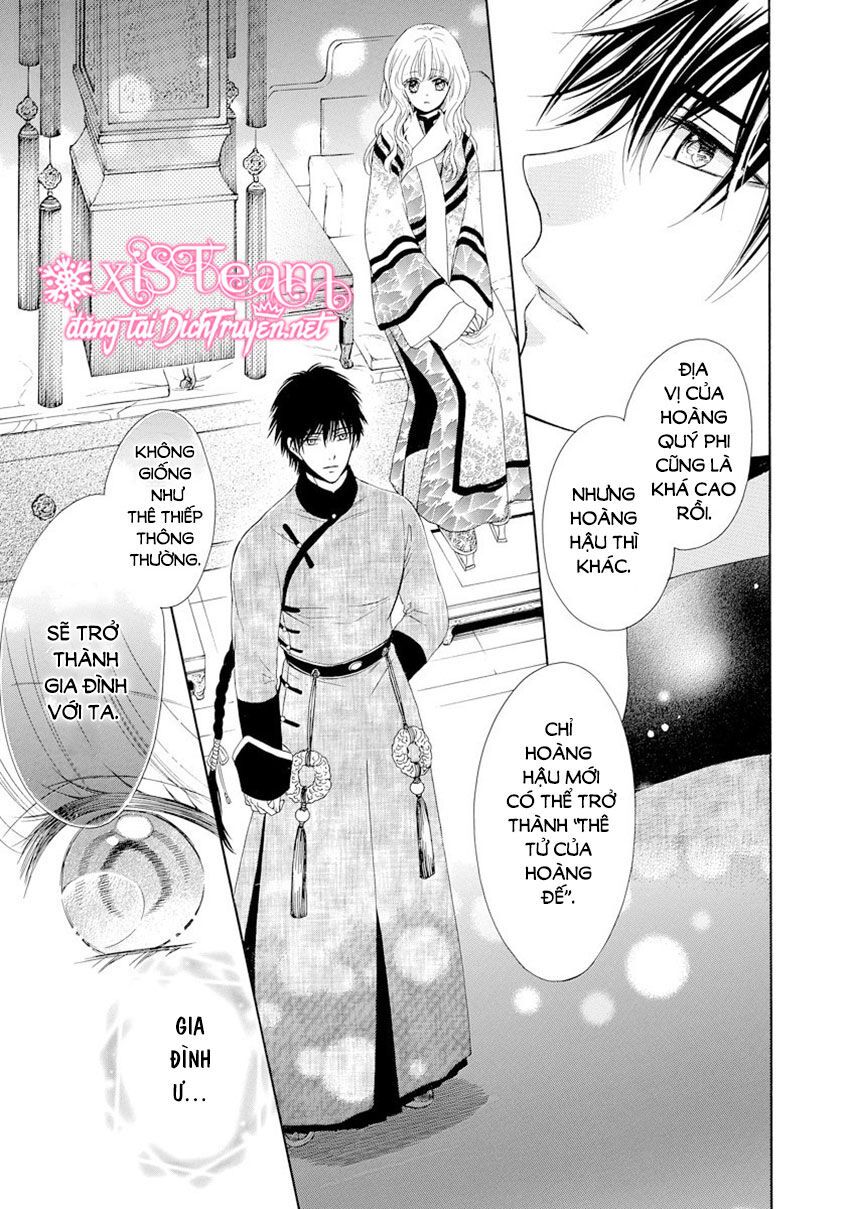 ĐỊA
VỊ CỦA
HOÀNG
QUÝ PHI
CŨNG LÀ
KHÁ CAO
RỒI.
NHƯNG
HOÀNG
HẬU THÌ
KHÁC.
CHỈ
HOÀNG
HẬU MỚI
CÓ THỂ TRỞ
THÀNH “THÊ
TỬ CỦA
HOÀNG
ĐẾ”.
xiSTeam
đăng tại DichTruyen.net
KHÔNG
GIỐNG
NHƯ
THÊ THIẾP
THÔNG
THƯỜNG.
SẼ TRỞ
THÀNH
GIA ĐÌNH
VỚI TA.
GIA
ĐÌNH
Ư...